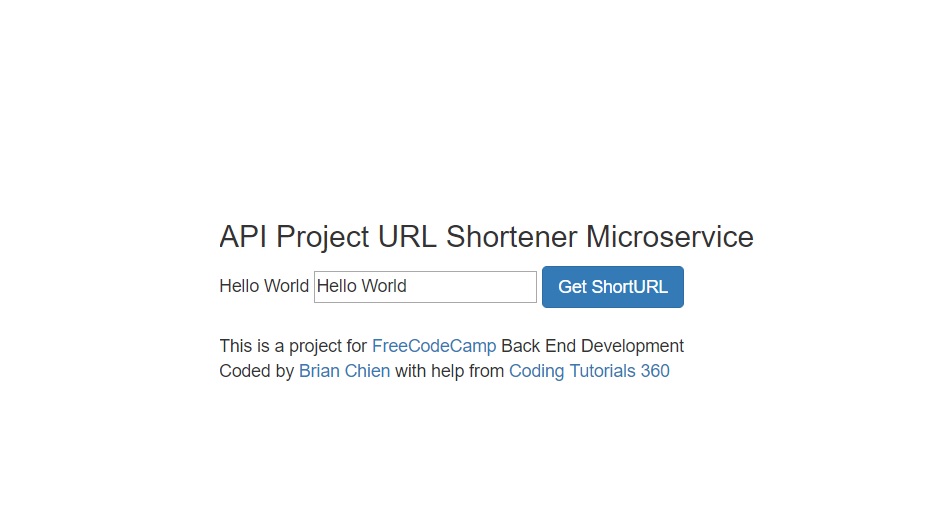 API Project URL Shortener Microservice
Hello World Hello World Get ShortURL
This is a project for FreeCodeCamp Back End Development
Coded by Brian Chien with help from Coding Tutorials 360